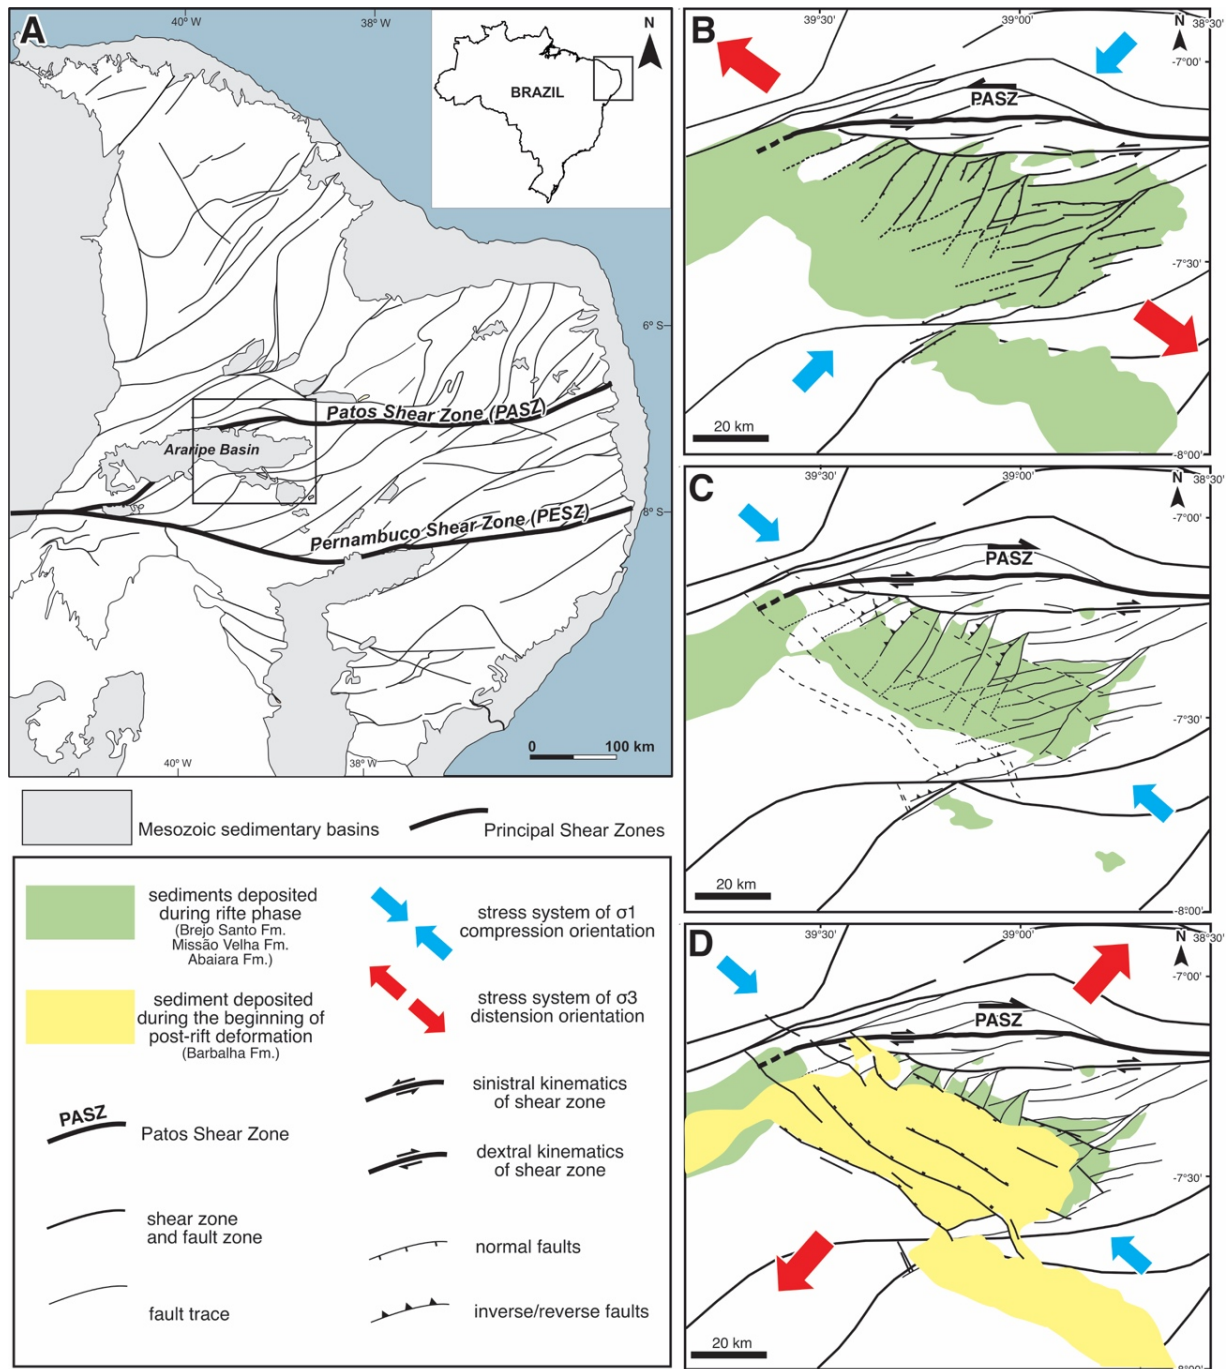 A
40° W
38° W
N
BRAZIL
6° S
Patos Shear Zone (PASZ)
Araripe Basin
8° S
Pernambuco Shear Zone (PESZ)
0 100 km
40° W
38° W
Mesozoic sedimentary basins
Principal Shear Zones
sediments deposited
during rifte phase
(Brejo Santo Fm.
Missão Velha Fm.
Abaiara Fm.)
sediment deposited
during the beginning of
post-rift deformation
(Barbalha Fm.)
PASZ
Patos Shear Zone
shear zone
and fault zone
fault trace
stress system of σ1
compression orientation
stress system of σ3
distension orientation
sinistral kinematics
of shear zone
dextral kinematics
of shear zone
normal faults
inverse/reverse faults
B
39°30'
39°00'
38°30'
N
-7°00'
PASZ
-7°30'
20 km
-8°00'
C
39°30'
39°00'
38°30'
N
-7°00'
PASZ
-7°30'
20 km
-8°00'
D
39°30'
39°00'
38°30'
N
-7°00'
PASZ
-7°30'
20 km
-8°00'